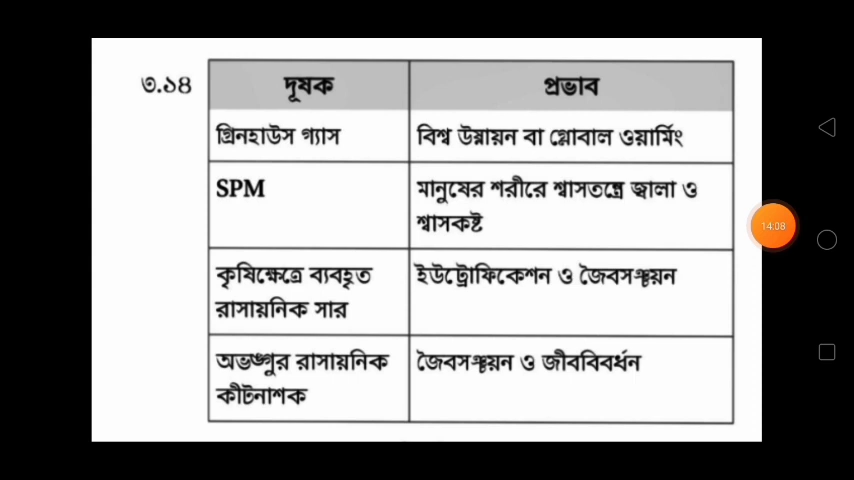 ৩.১৪
দূষক
প্রভাব
গ্রিনহাউস গ্যাস
বিশ্ব উষ্ণায়ন বা গ্লোবাল ওয়ার্মিং
SPM
মানুষের শরীরে শ্বাসতন্ত্রে জ্বালা ও
শ্বাসকষ্ট
কৃষিক্ষেত্রে ব্যবহৃত
রাসায়নিক সার
ইউট্রোফিকেশন ও জৈবসঞ্চয়ন
অভঙ্গুর রাসায়নিক
কীটনাশক
জৈবসঞ্চয়ন ও জীববিবর্ধন
14:08